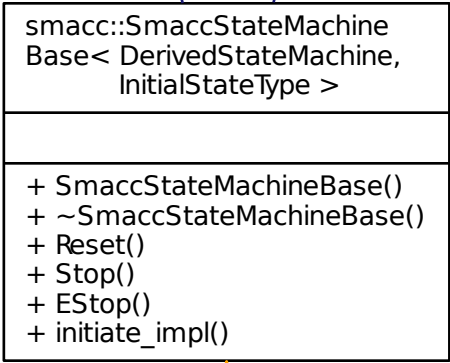 smacc::SmaccStateMachine
Base< DerivedStateMachine,
InitialStateType >
+ SmaccStateMachineBase()
+ ~SmaccStateMachineBase()
+ Reset()
+ Stop()
+ EStop()
+ initiate_impl()